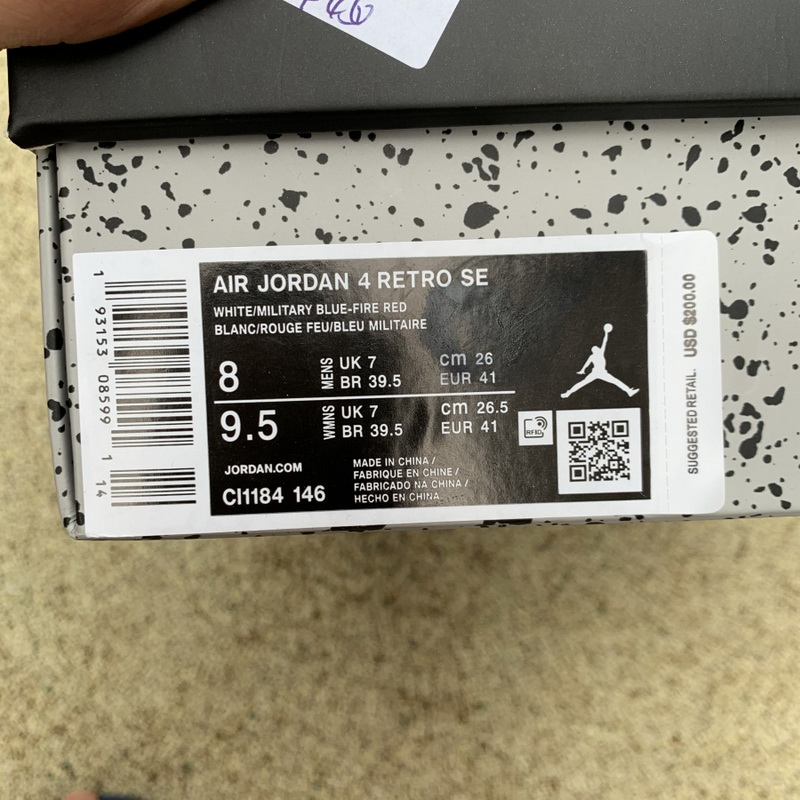 AIR JORDAN 4 RETRO SE
WHITE/MILITARY BLUE-FIRE RED
BLANC/ROUGE FEU/BLEU MILITAIRE
8 MENS UK 7 cm 26
BR 39.5 EUR 41
9.5 WMNS UK 7 cm 26.5
BR 39.5 EUR 41
RFID
JORDAN.COM
CI1184 146
MADE IN CHINA /
FABRIQUE EN CHINE /
FABRICADO NA CHINA /
HECHO EN CHINA
1 93153 08599 1 14
SUGGESTED RETAIL. USD $200.00